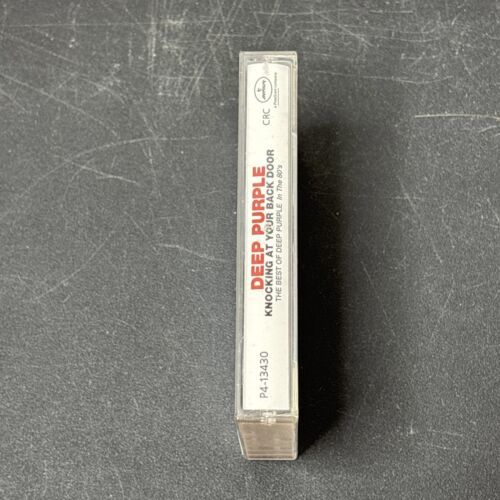 DEEP PURPLE
KNOCKING AT YOUR BACK DOOR
THE BEST OF DEEP PURPLE In The 80's
P4-13430
CRC